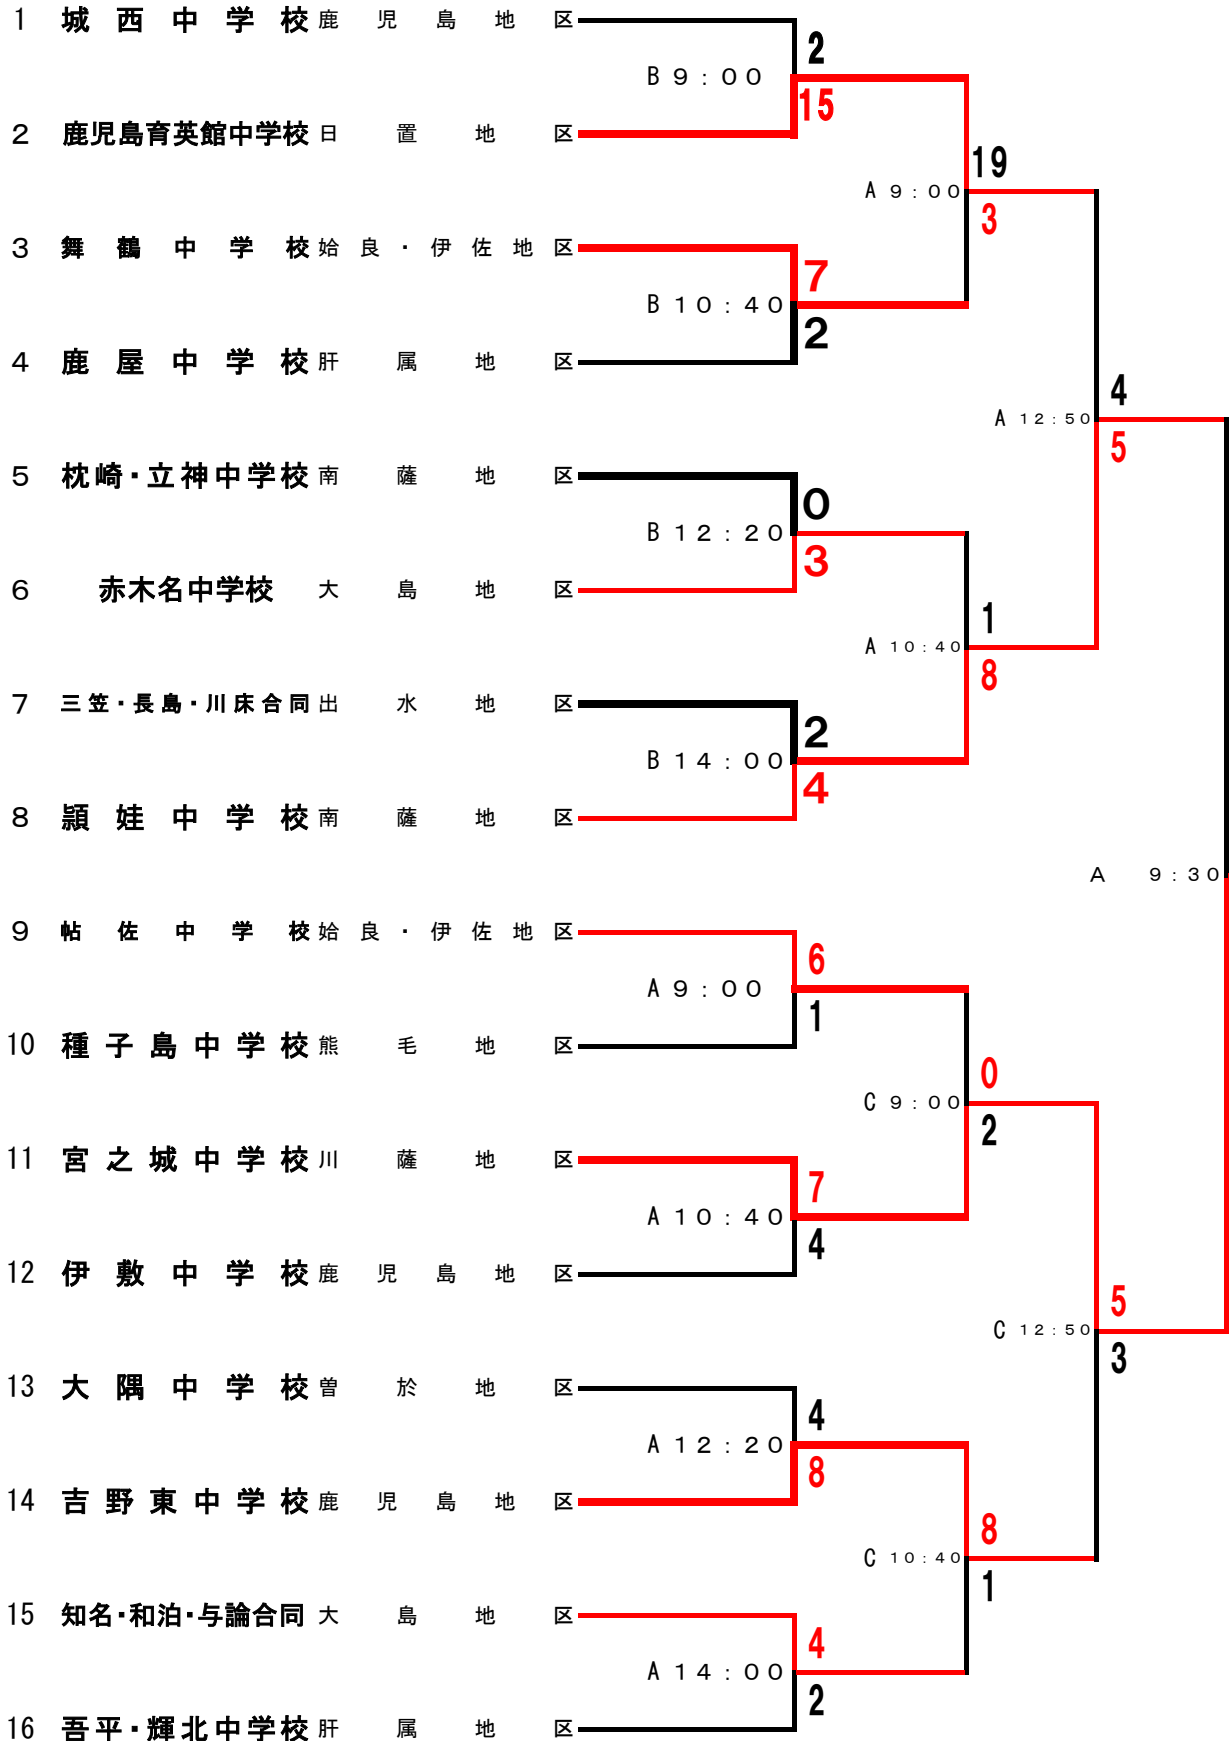 1 城西中学校 鹿児島地区
2
B 9:00
15
2 鹿児島育英館中学校 日置地区
19
A 9:00
3
3 舞鶴中学校 姶良・伊佐地区
7
B 10:40
2
4 鹿屋中学校 肝属地区
4
A 12:50
5
5 枕崎・立神中学校 南薩地区
0
B 12:20
3
6 赤木名中学校 大島地区
1
A 10:40
8
7 三笠・長島・川床合同 出水地区
2
B 14:00
4
8 頴娃中学校 南薩地区
A 9:30
9 帖佐中学校 姶良・伊佐地区
6
A 9:00
1
10 種子島中学校 熊毛地区
0
C 9:00
2
11 宮之城中学校 川薩地区
7
A 10:40
4
12 伊敷中学校 鹿児島地区
5
C 12:50
3
13 大隅中学校 曽於地区
4
A 12:20
8
14 吉野東中学校 鹿児島地区
8
C 10:40
1
15 知名・和泊・与論合同 大島地区
4
A 14:00
2
16 吾平・輝北中学校 肝属地区